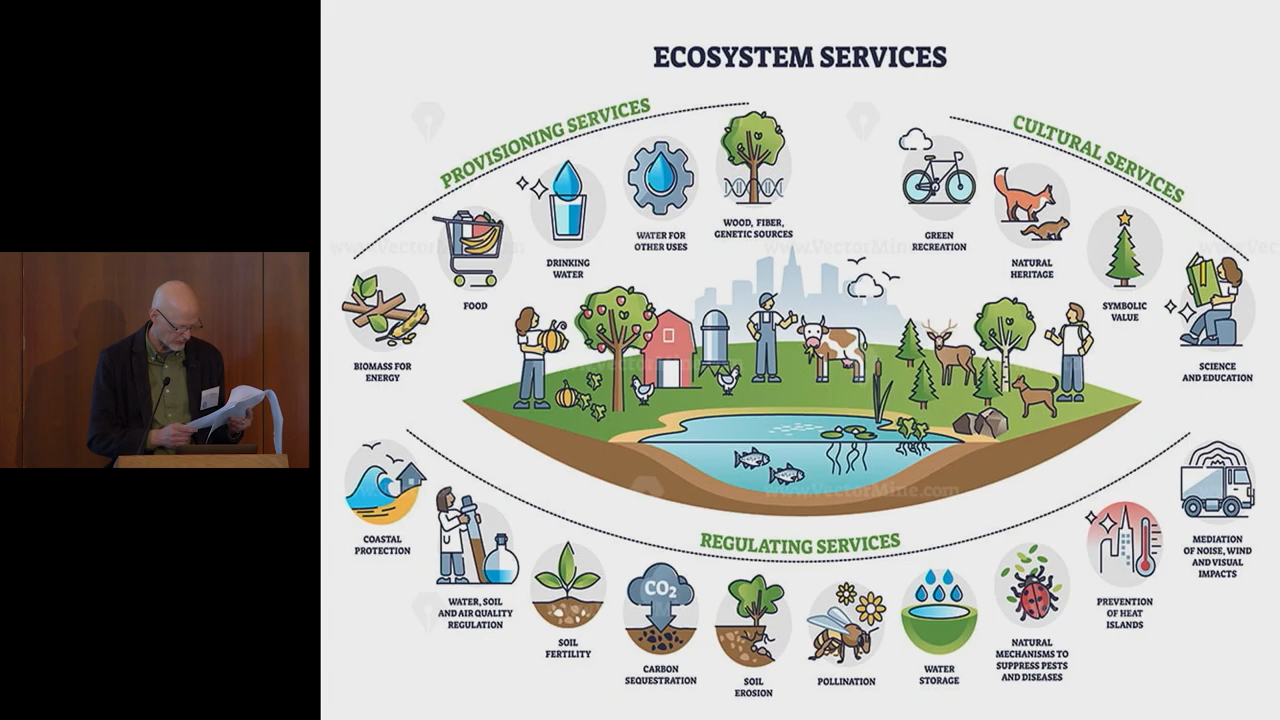 ECOSYSTEM SERVICES
PROVISIONING SERVICES
CULTURAL SERVICES
BIOMASS FOR
ENERGY
FOOD
DRINKING
WATER
WATER FOR
OTHER USES
WOOD, FIBER,
GENETIC SOURCES
GREEN
RECREATION
NATURAL
HERITAGE
SYMBOLIC
VALUE
SCIENCE
AND EDUCATION
REGULATING SERVICES
COASTAL
PROTECTION
WATER, SOIL
AND AIR QUALITY
REGULATION
SOIL
FERTILITY
CO2
CARBON
SEQUESTRATION
SOIL
EROSION
POLLINATION
WATER
STORAGE
NATURAL
MECHANISMS TO
SUPPRESS PESTS
AND DISEASES
PREVENTION
OF HEAT
ISLANDS
MEDIATION
OF NOISE, WIND
AND VISUAL
IMPACTS
www.VectorMine.com